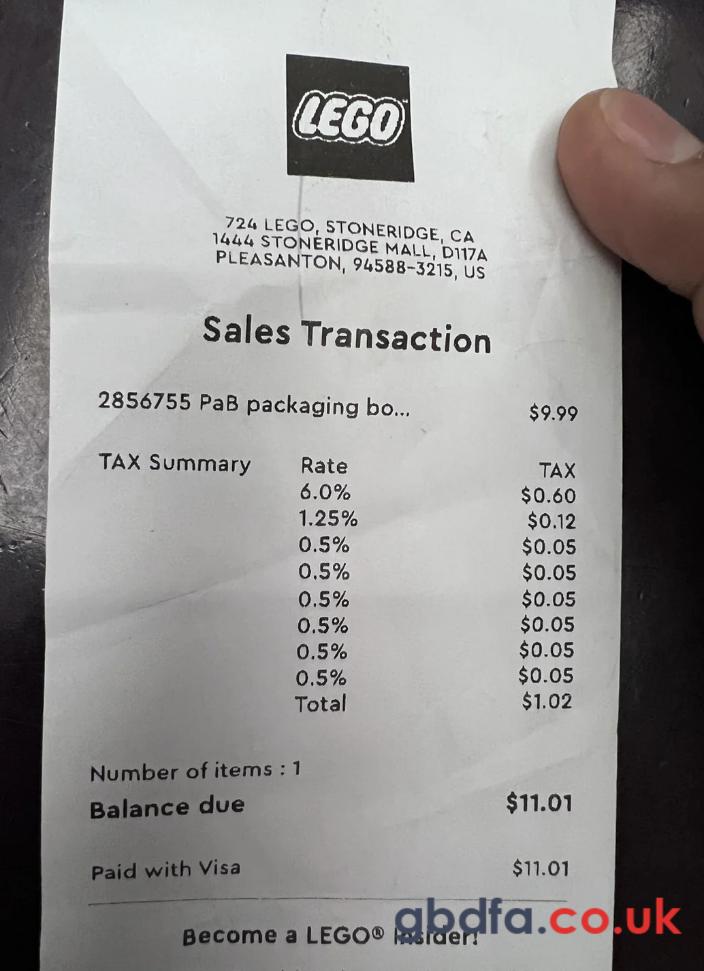 LEGO
724 LEGO, STONERIDGE, CA
1444 STONERIDGE MALL, D117A
PLEASANTON, 94588-3215, US
Sales Transaction
2856755 PaB packaging bo... $9.99
TAX Summary Rate TAX
6.0% $0.60
1.25% $0.12
0.5% $0.05
0.5% $0.05
0.5% $0.05
0.5% $0.05
0.5% $0.05
0.5% $0.05
Total $1.02
Number of items : 1
Balance due $11.01
Paid with Visa $11.01
Become a LEGO® Insider!
gbdfa.co.uk